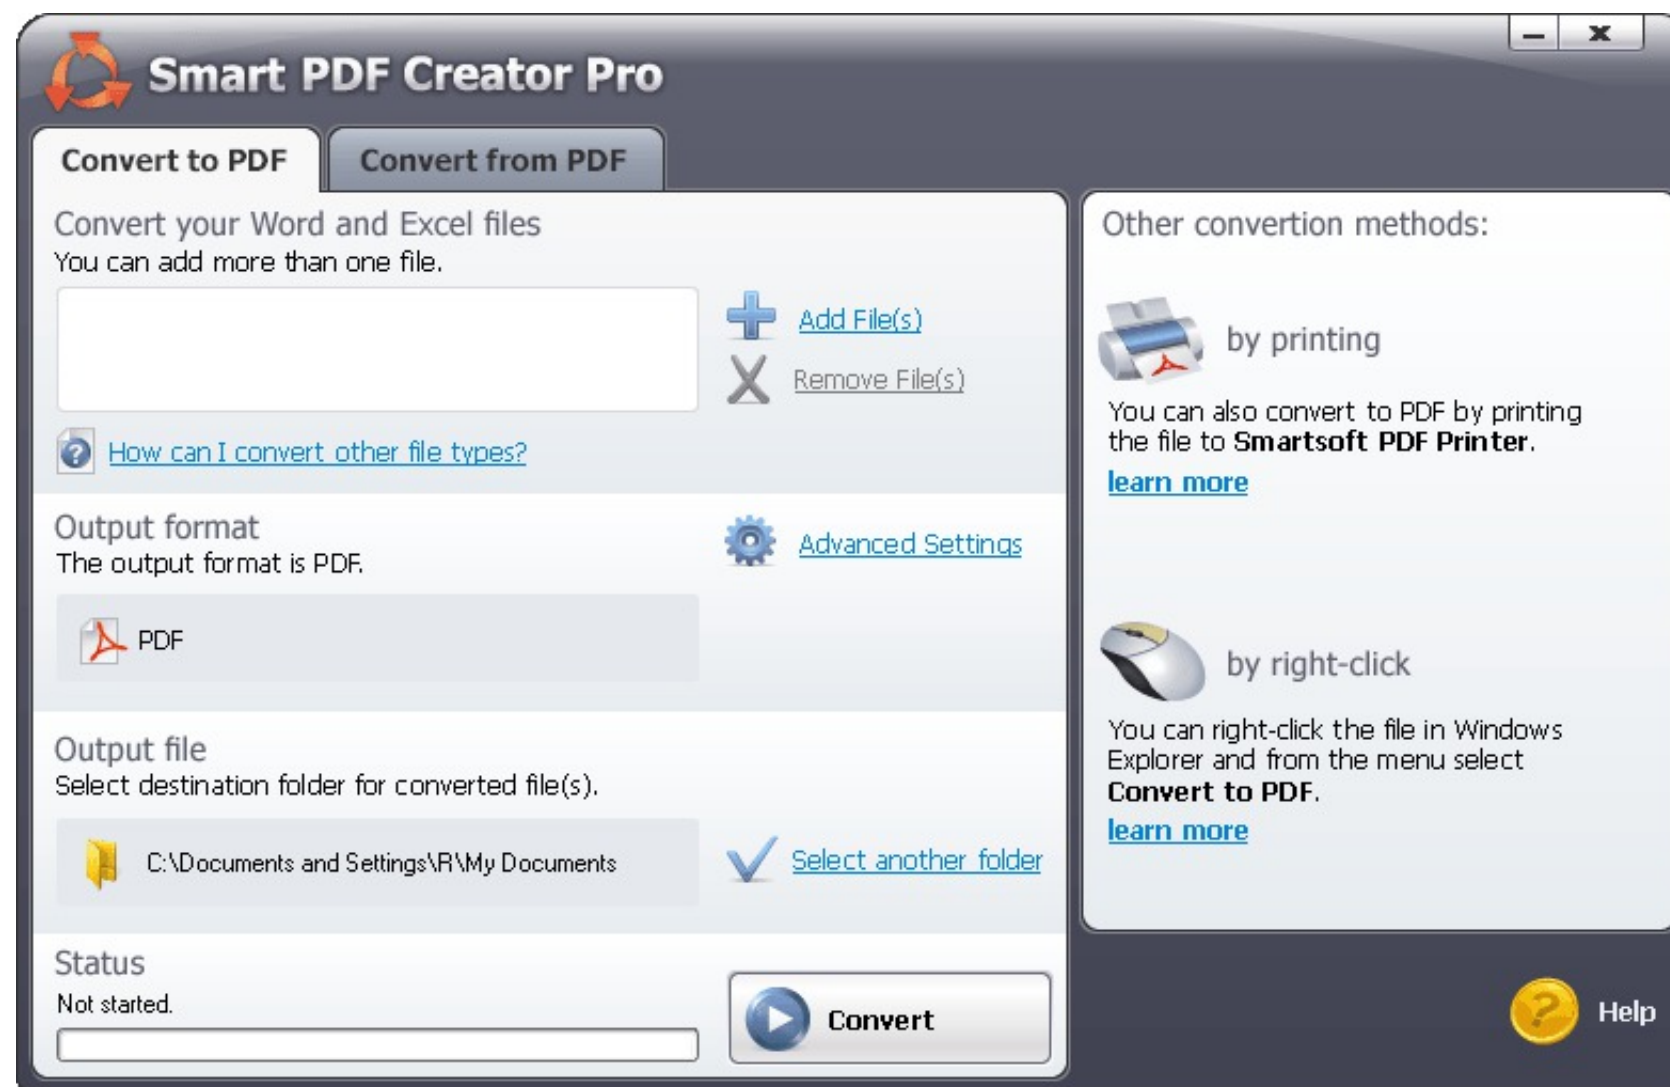 Smart PDF Creator Pro
Convert to PDF
Convert from PDF
Convert your Word and Excel files
You can add more than one file.
Add File(s)
Remove File(s)
How can I convert other file types?
Output format
The output format is PDF.
Advanced Settings
PDF
Output file
Select destination folder for converted file(s).
C:\Documents and Settings\R\My Documents
Select another folder
Status
Not started.
Convert
Other convertion methods:
by printing
You can also convert to PDF by printing
the file to Smartsoft PDF Printer.
learn more
by right-click
You can right-click the file in Windows
Explorer and from the menu select
Convert to PDF.
learn more
Help